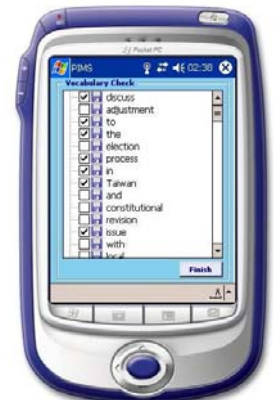 Pocket PC
PIMS 02:38
Vocabulary Check
discuss
adjustment
to
the
election
process
in
Taiwan
and
constitutional
revision
issue
with
local
Finish